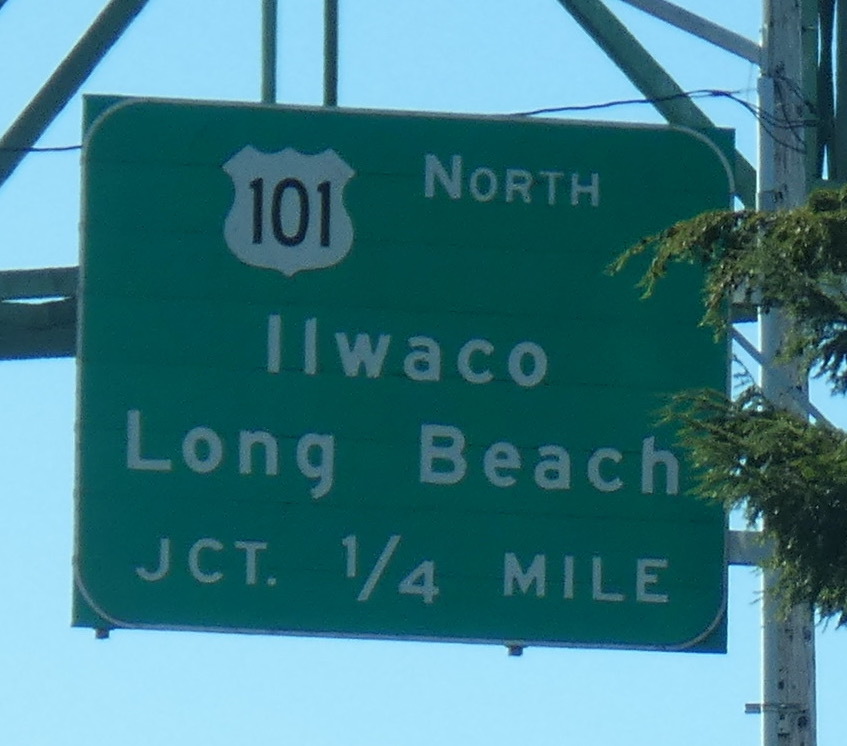 101 NORTH
Ilwaco
Long Beach
JCT. 1/4 MILE